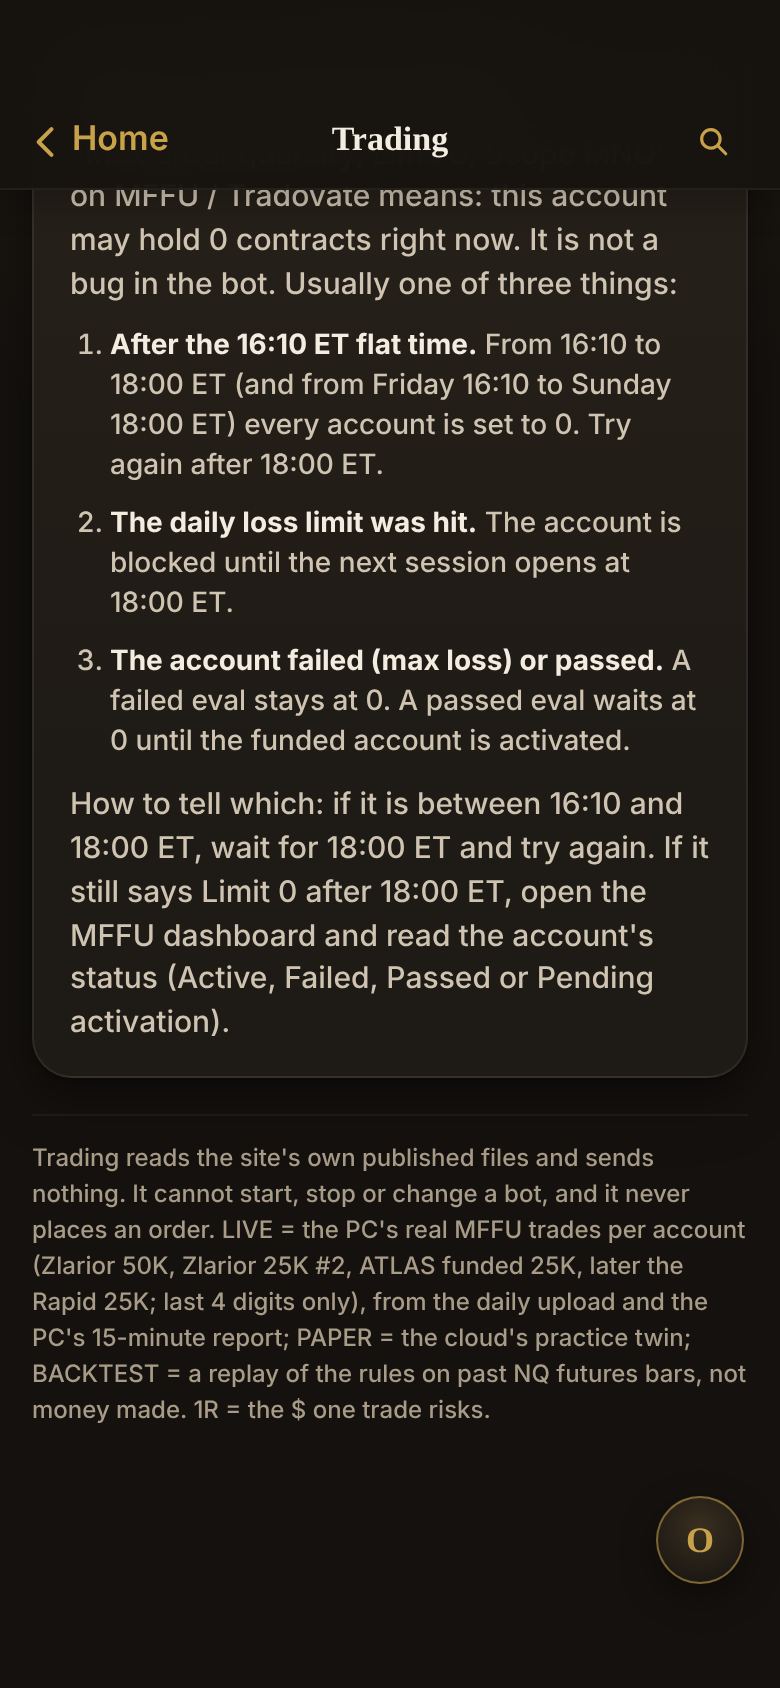 Home
Trading
on MFFU / Tradovate means: this account
may hold 0 contracts right now. It is not a
bug in the bot. Usually one of three things:
1. After the 16:10 ET flat time. From 16:10 to
18:00 ET (and from Friday 16:10 to Sunday
18:00 ET) every account is set to 0. Try
again after 18:00 ET.
2. The daily loss limit was hit. The account is
blocked until the next session opens at
18:00 ET.
3. The account failed (max loss) or passed. A
failed eval stays at 0. A passed eval waits at
0 until the funded account is activated.
How to tell which: if it is between 16:10 and
18:00 ET, wait for 18:00 ET and try again. If it
still says Limit 0 after 18:00 ET, open the
MFFU dashboard and read the account's
status (Active, Failed, Passed or Pending
activation).
Trading reads the site's own published files and sends
nothing. It cannot start, stop or change a bot, and it never
places an order. LIVE = the PC's real MFFU trades per account
(Zlarior 50K, Zlarior 25K #2, ATLAS funded 25K, later the
Rapid 25K; last 4 digits only), from the daily upload and the
PC's 15-minute report; PAPER = the cloud's practice twin;
BACKTEST = a replay of the rules on past NQ futures bars, not
money made. 1R = the $ one trade risks.
O